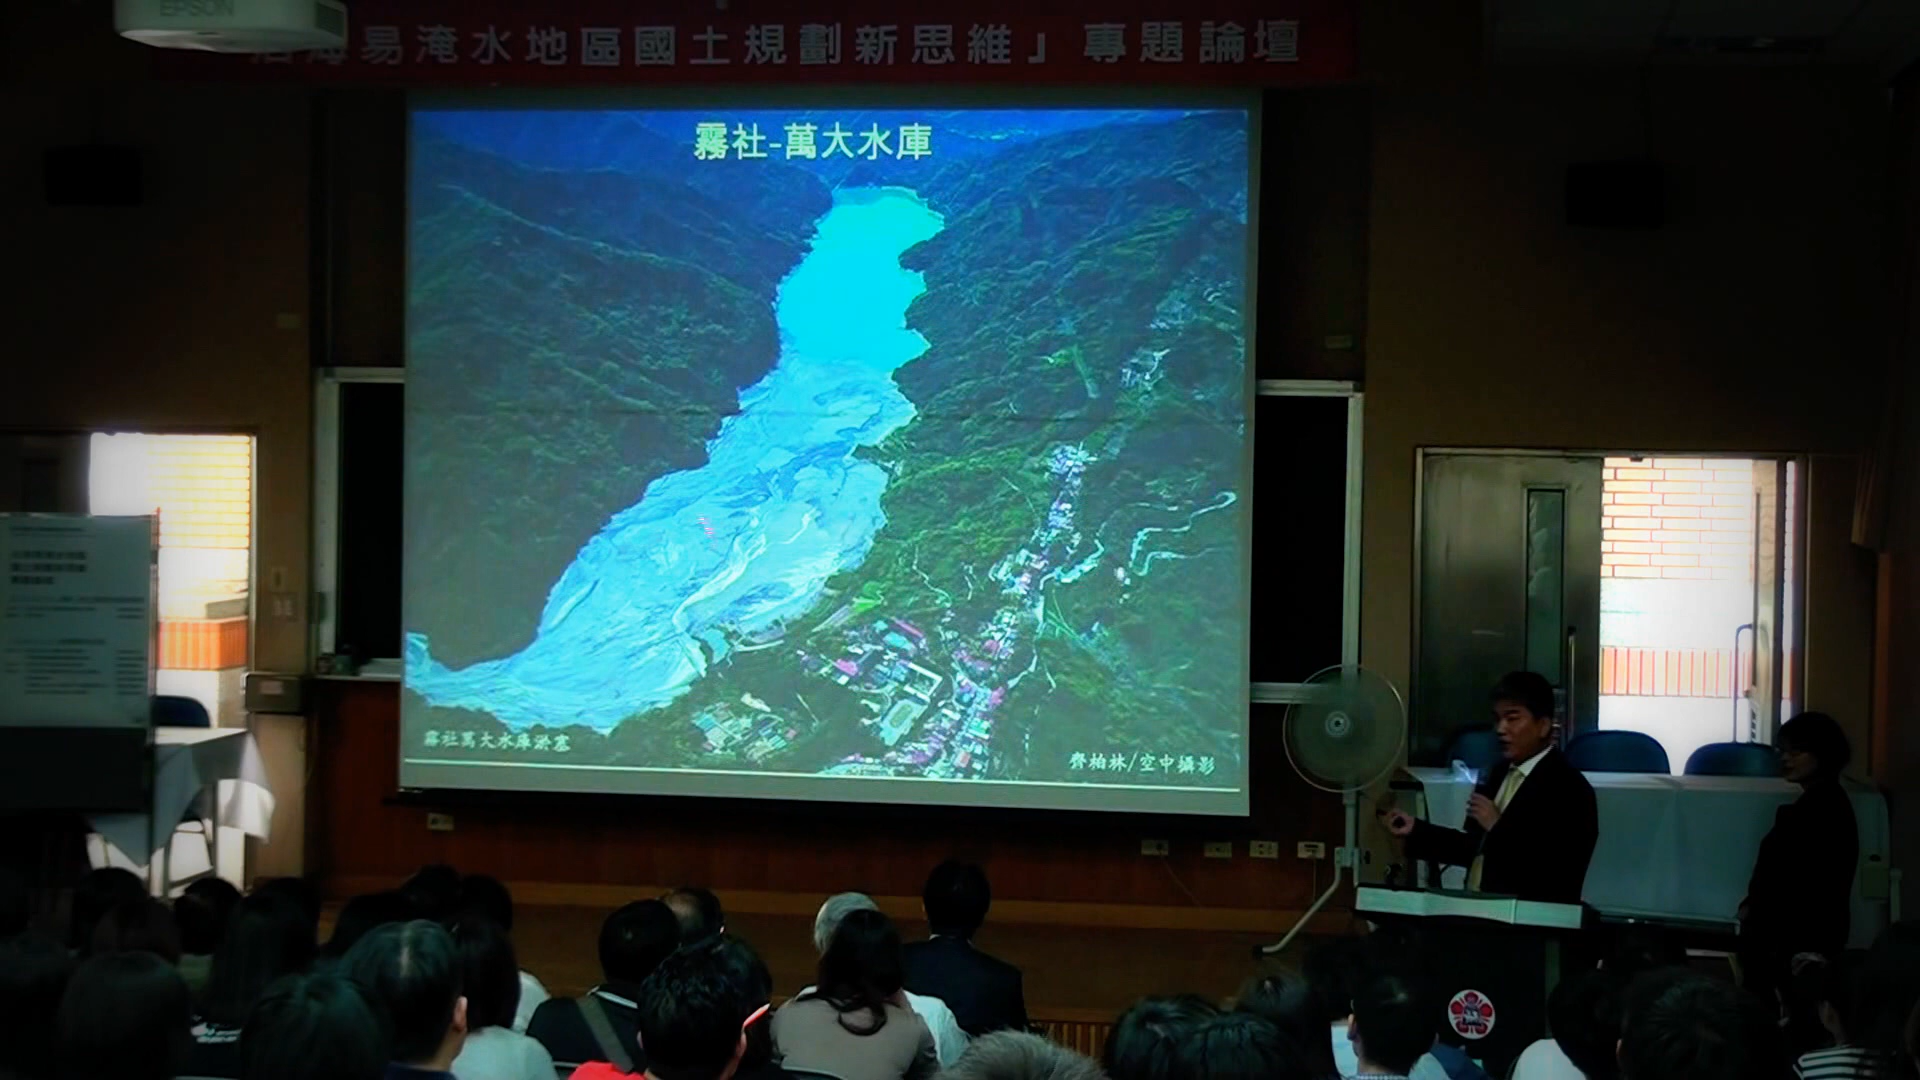 EPSON
沿海易淹水地區國土規劃新思維」專題論壇
霧社-萬大水庫
霧社萬大水庫淤塞
齊柏林/空中攝影